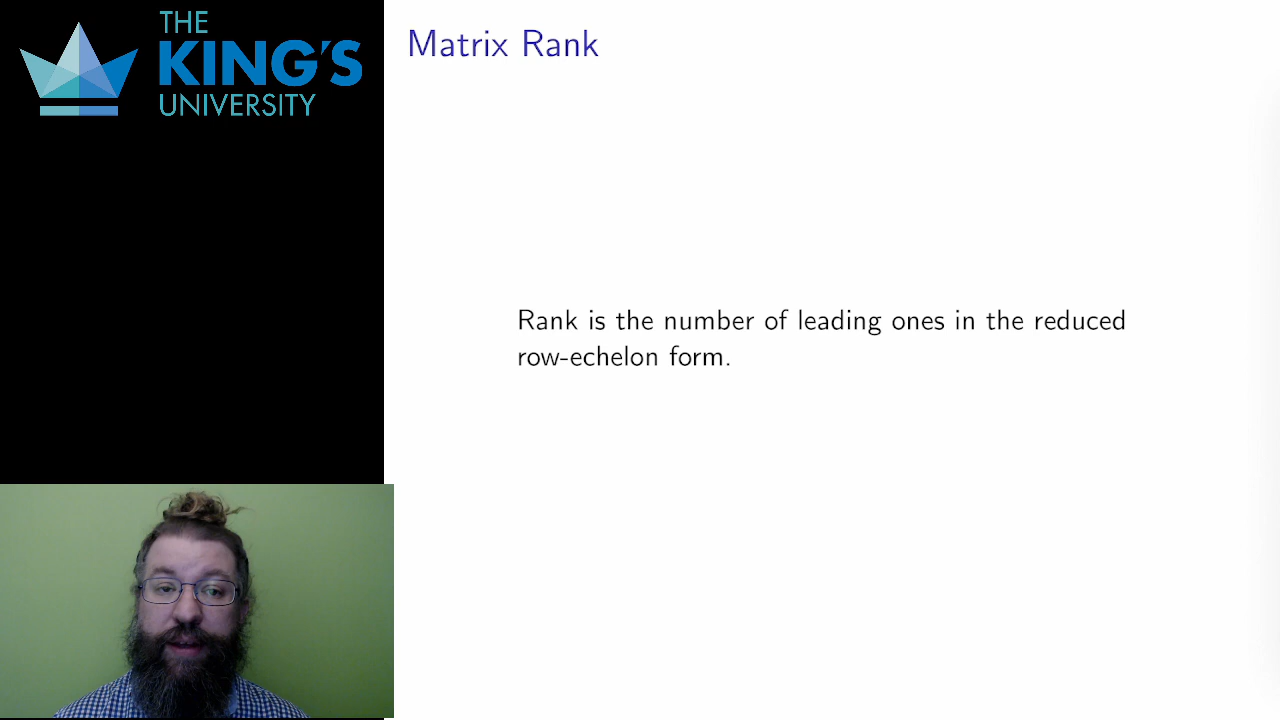 THE
KING'S
UNIVERSITY
Matrix Rank
Rank is the number of leading ones in the reduced
row-echelon form.